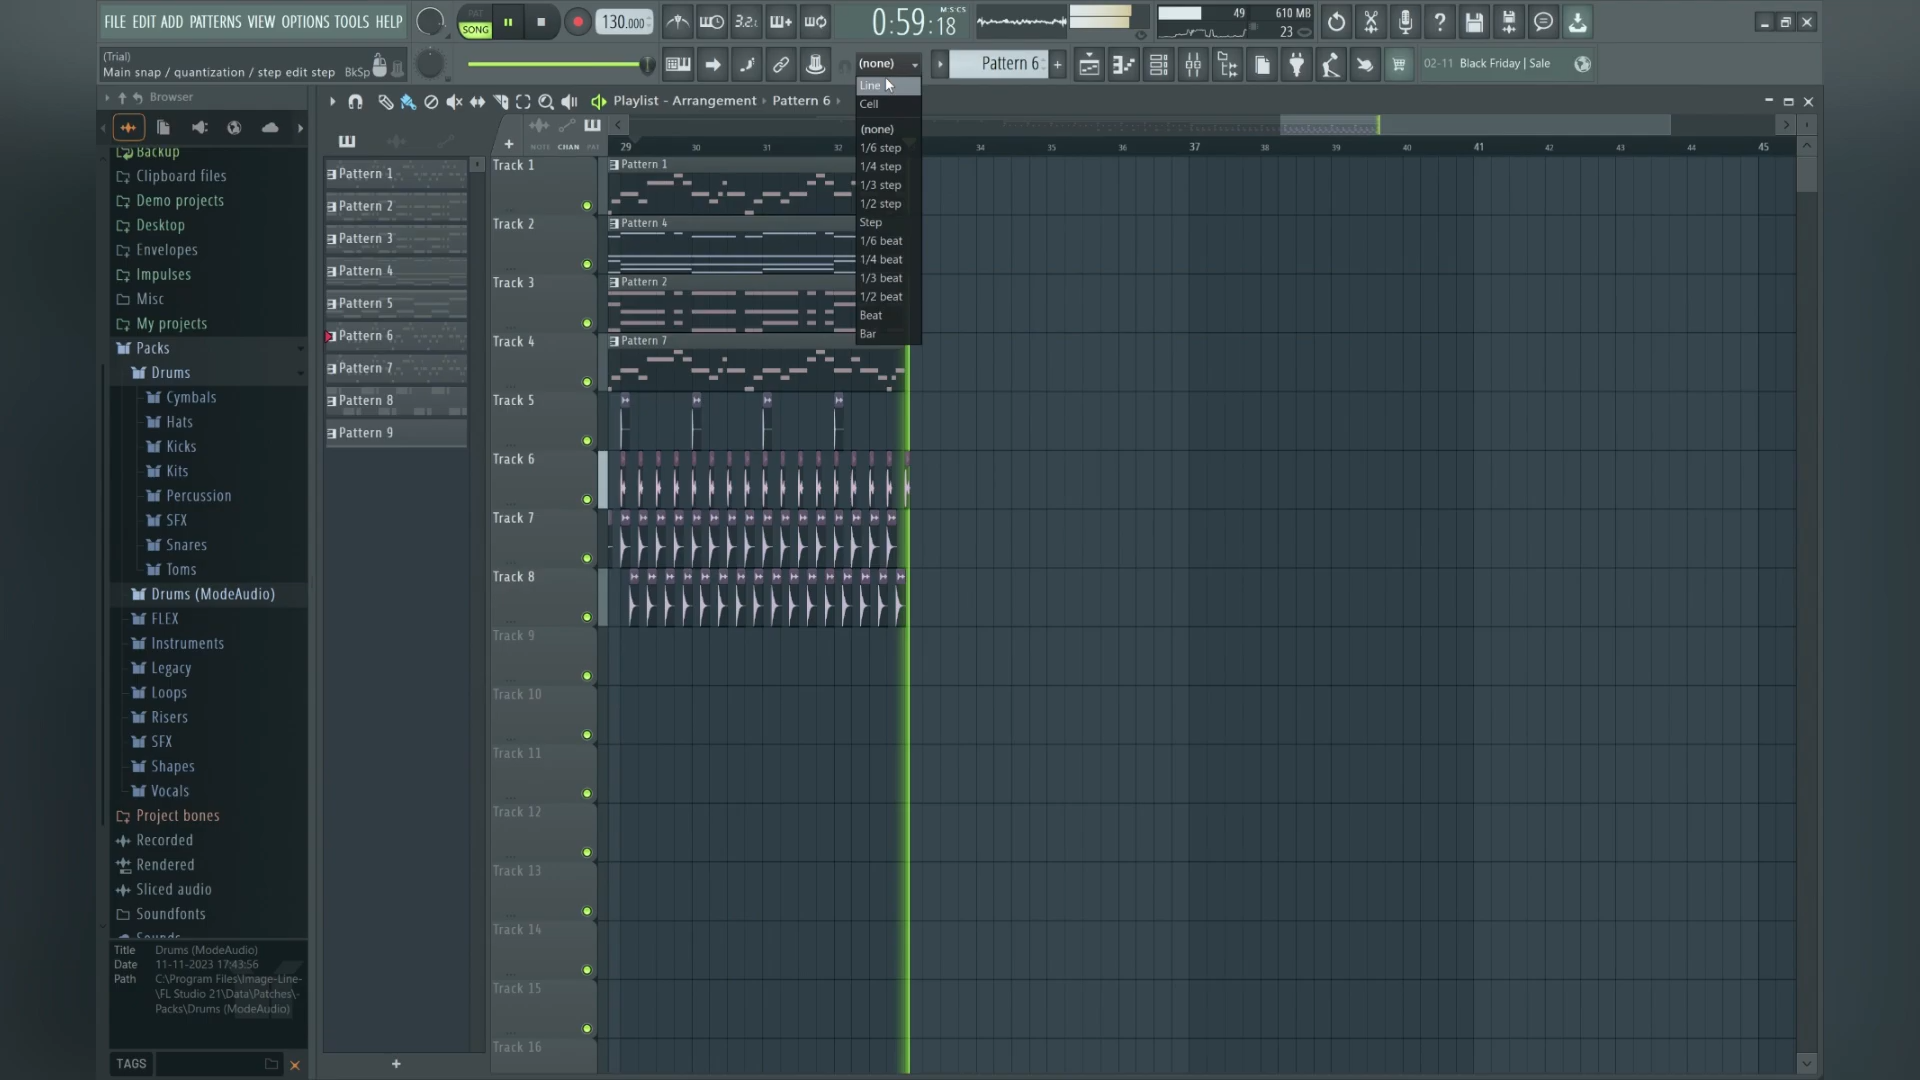 FILE EDIT ADD PATTERNS VIEW OPTIONS TOOLS HELP
PAT
SONG
130.000
3.2.
0:59:18
M:S:CS
49
610 MB
23
(Trial)
Main snap / quantization / step edit step
BkSp
(none)
Pattern 6
+
02-11 Black Friday | Sale
Line
Cell
(none)
1/6 step
1/4 step
1/3 step
1/2 step
Step
1/6 beat
1/4 beat
1/3 beat
1/2 beat
Beat
Bar
Browser
Playlist - Arrangement
Pattern 6
NOTE CHAN PAT
29 30 31 32 34 35 36 37 38 39 40 41 42 43 44 45
Backup
Clipboard files
Demo projects
Desktop
Envelopes
Impulses
Misc
My projects
Packs
Drums
Cymbals
Hats
Kicks
Kits
Percussion
SFX
Snares
Toms
Drums (ModeAudio)
FLEX
Instruments
Legacy
Loops
Risers
SFX
Shapes
Vocals
Project bones
Recorded
Rendered
Sliced audio
Soundfonts
Title Drums (ModeAudio)
Date 11-11-2023 17:43:56
Path C:\Program Files\Image-Line-
\FL Studio 21\Data\Patches\-
Packs\Drums (ModeAudio)
TAGS
Pattern 1
Pattern 2
Pattern 3
Pattern 4
Pattern 5
Pattern 6
Pattern 7
Pattern 8
Pattern 9
+
Track 1
Pattern 1
Track 2
Pattern 4
Track 3
Pattern 2
Track 4
Pattern 7
Track 5
Track 6
Track 7
Track 8
Track 9
Track 10
Track 11
Track 12
Track 13
Track 14
Track 15
Track 16